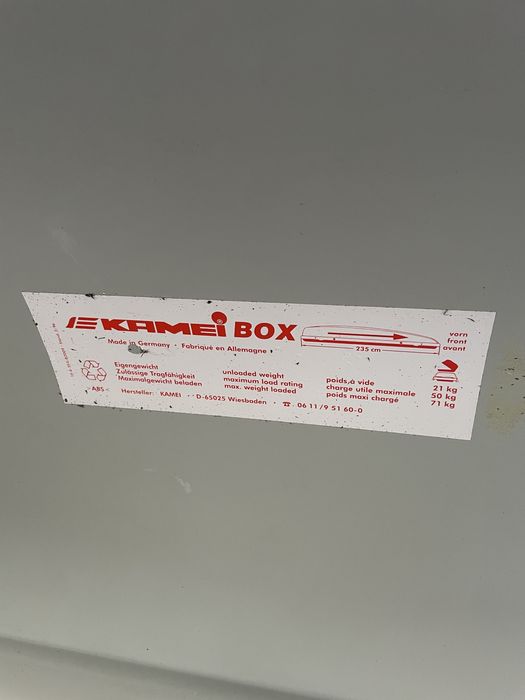 KAMEi BOX
Made in Germany · Fabriqué en Allemagne
235 cm
vorn
front
avant
Eigengewicht unloaded weight poids à vide 21 kg
Zulässige Tragfähigkeit maximum load rating charge utile maximale 50 kg
Maximalgewicht beladen max. weight loaded poids maxi chargé 71 kg
ABS Hersteller: KAMEI · D-65025 Wiesbaden · ☎ 06 11/9 51 60-0